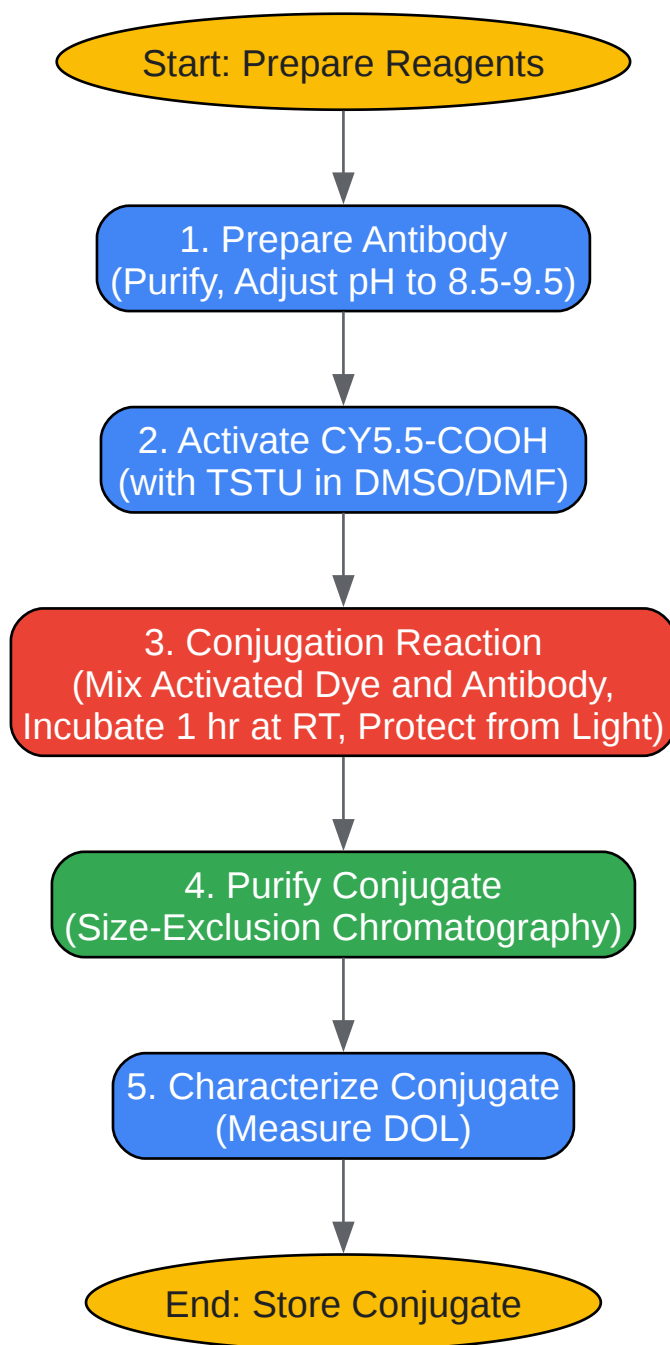 Start: Prepare Reagents
1. Prepare Antibody
(Purify, Adjust pH to 8.5-9.5)
2. Activate CY5.5-COOH
(with TSTU in DMSO/DMF)
3. Conjugation Reaction
(Mix Activated Dye and Antibody,
Incubate 1 hr at RT, Protect from Light)
4. Purify Conjugate
(Size-Exclusion Chromatography)
5. Characterize Conjugate
(Measure DOL)
End: Store Conjugate